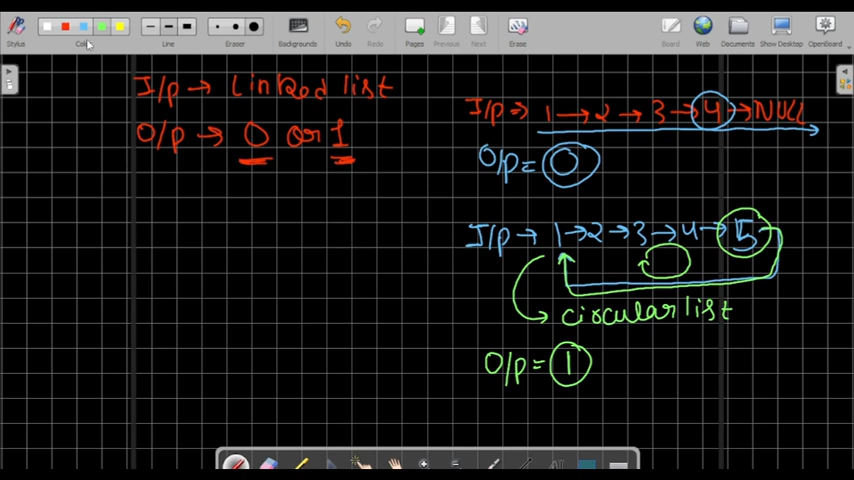 Stylus
Color
Line
Eraser
Backgrounds
Undo
Redo
Pages
Previous
Next
Erase
Board
Web
Documents
Show Desktop
OpenBoard
I/p → Linked list
O/p → 0 or 1
I/p ⇒ 1 → 2 → 3 → 4 → NULL
O/p = 0
I/p → 1 → 2 → 3 → 4 → 5
circular list
O/p = 1